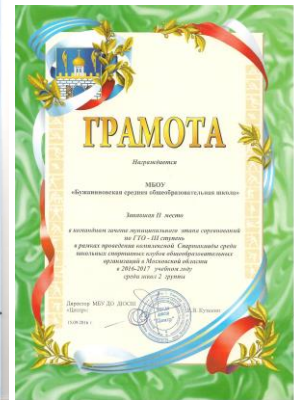 ГРАМОТА
Награждается
МБОУ
«Бужаниновская средняя общеобразовательная школа»
Занявшая II место
в командном зачете муниципального этапа соревнований
по ГТО - III ступень
в рамках проведения комплексной Спартакиады среди
школьных спортивных клубов общеобразовательных
организаций в Московской области
в 2016-2017 учебном году
среди школ 2 группы
Директор МБУ ДО ДЮСШ
«Центр»